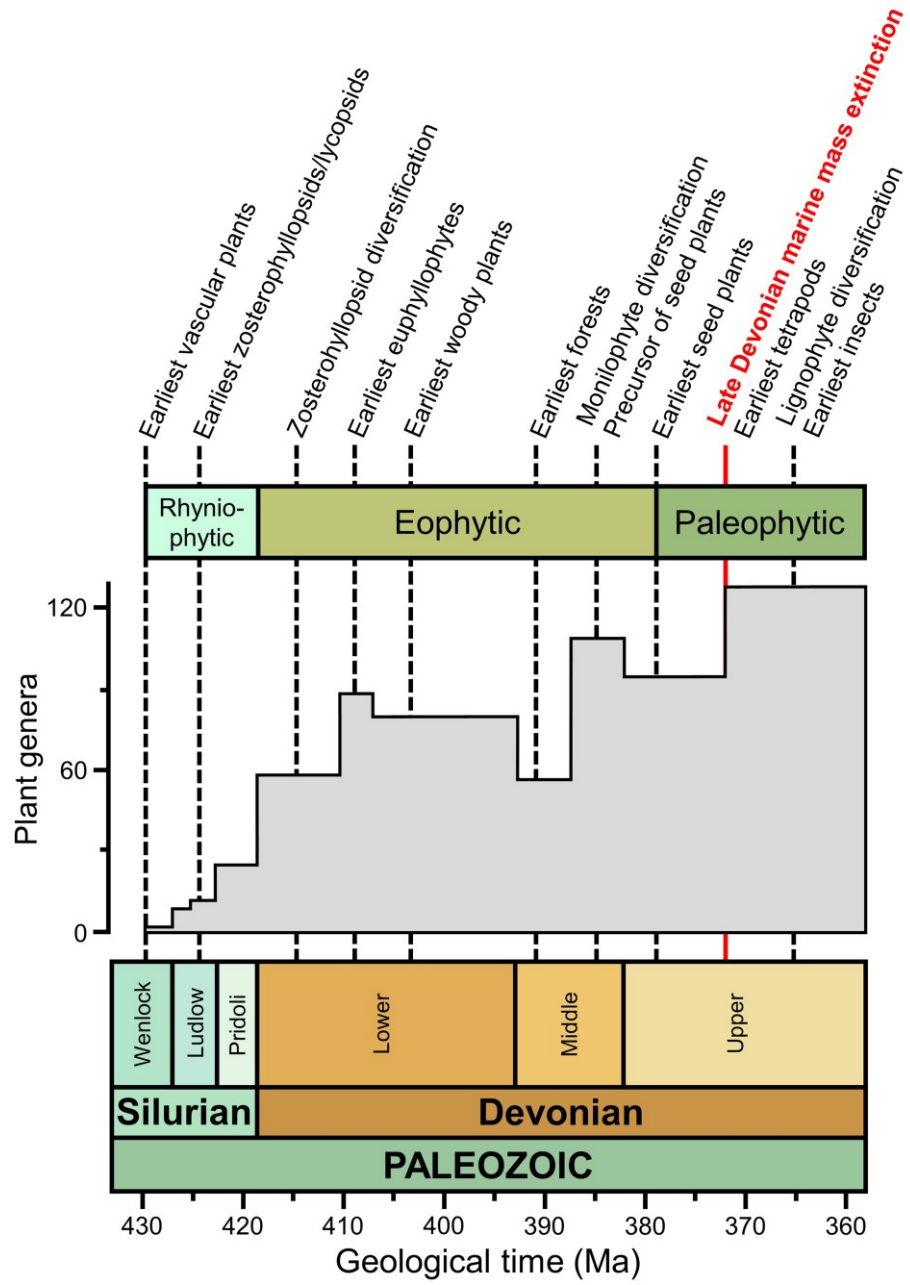 Earliest vascular plants
Earliest zosterophyllopsids/lycopsids
Zosterohyllopsid diversification
Earliest euphyllophytes
Earliest woody plants
Earliest forests
Monilophyte diversification
Precursor of seed plants
Earliest seed plants
Late Devonian marine mass extinction
Earliest tetrapods
Lignophyte diversification
Earliest insects
Rhynio-
phytic
Eophytic
Paleophytic
Plant genera
120
60
0
Wenlock
Ludlow
Pridoli
Lower
Middle
Upper
Silurian
Devonian
PALEOZOIC
430 420 410 400 390 380 370 360
Geological time (Ma)